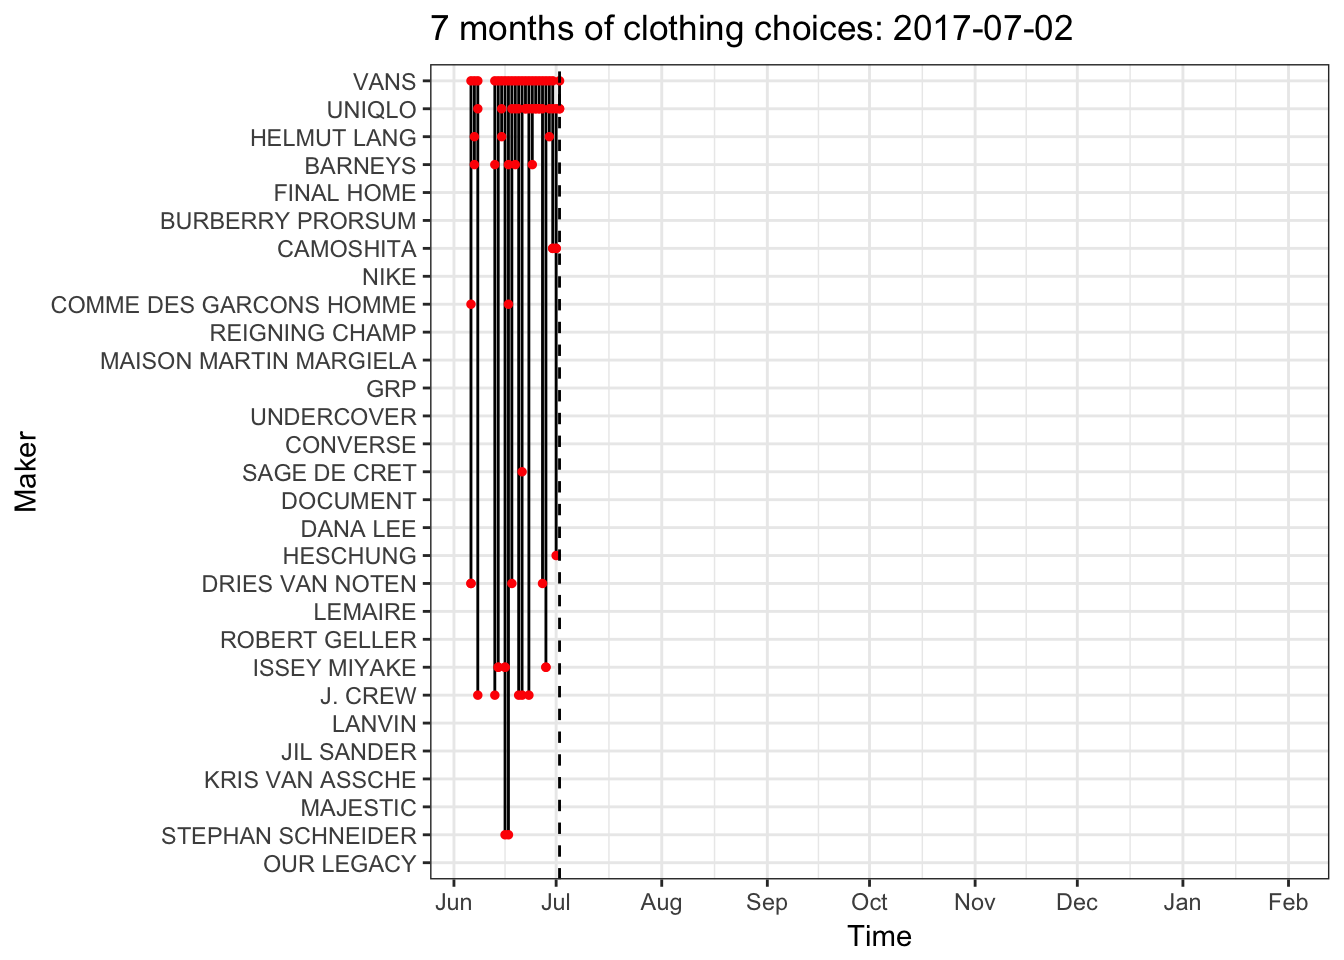 7 months of clothing choices: 2017-07-02
VANS
UNIQLO
HELMUT LANG
BARNEYS
FINAL HOME
BURBERRY PRORSUM
CAMOSHITA
NIKE
COMME DES GARCONS HOMME
REIGNING CHAMP
MAISON MARTIN MARGIELA
GRP
UNDERCOVER
CONVERSE
SAGE DE CRET
DOCUMENT
DANA LEE
HESCHUNG
DRIES VAN NOTEN
LEMAIRE
ROBERT GELLER
ISSEY MIYAKE
J. CREW
LANVIN
JIL SANDER
KRIS VAN ASSCHE
MAJESTIC
STEPHAN SCHNEIDER
OUR LEGACY
Maker
Jun Jul Aug Sep Oct Nov Dec Jan Feb
Time